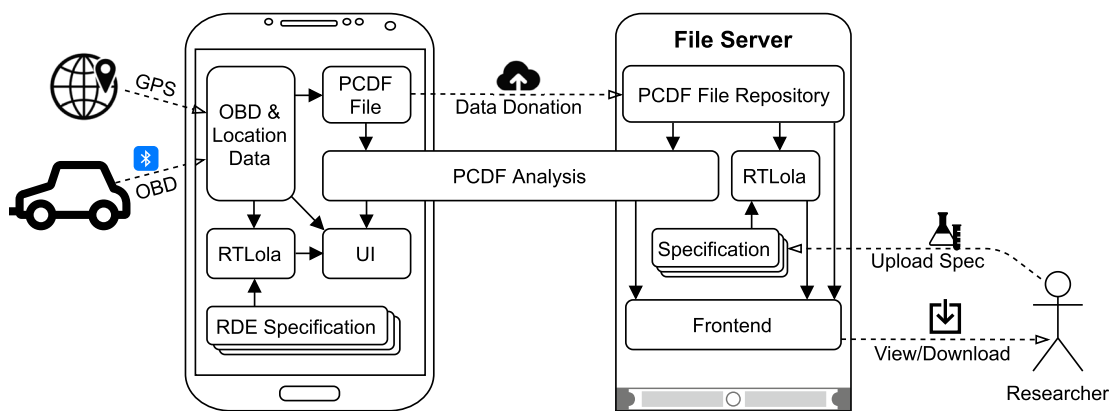 File Server
GPS
OBD &
Location
Data
PCDF
File
Data Donation
PCDF File Repository
OBD
PCDF Analysis
RTLola
RTLola
UI
Specification
Upload Spec
RDE Specification
Frontend
View/Download
Researcher